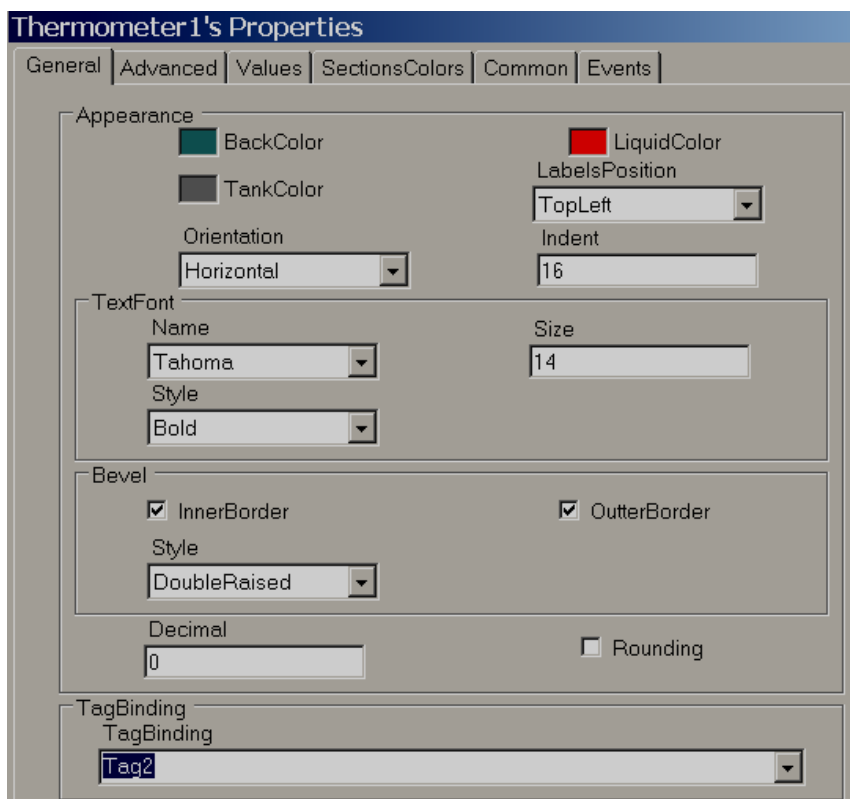 Thermometer1's Properties
General Advanced Values SectionsColors Common Events
Appearance
BackColor LiquidColor
TankColor
LabelsPosition
TopLeft
Orientation Indent
Horizontal 16
TextFont
Name Size
Tahoma 14
Style
Bold
Bevel
InnerBorder OutterBorder
Style
DoubleRaised
Decimal
0 Rounding
TagBinding
TagBinding
Tag2